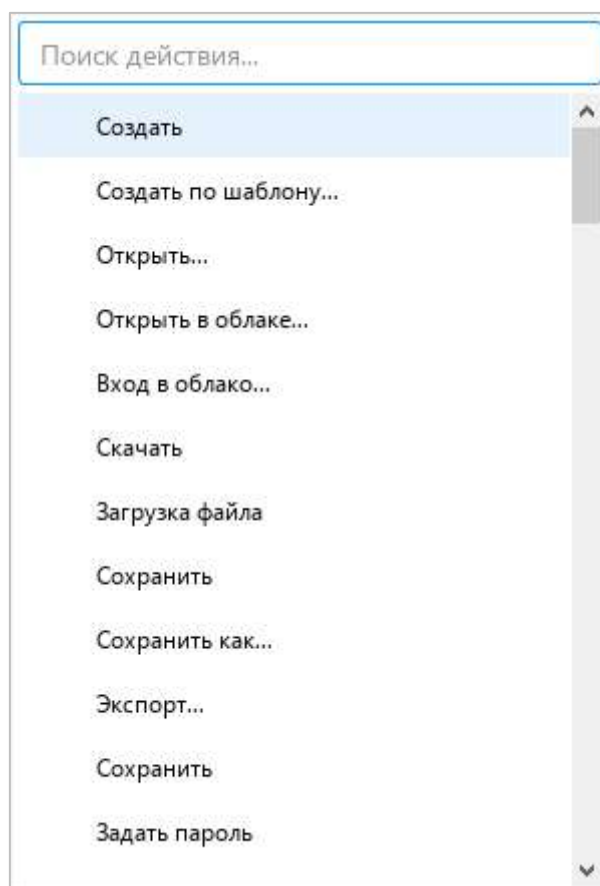 Поиск действия...
Создать
Создать по шаблону...
Открыть...
Открыть в облаке...
Вход в облако...
Скачать
Загрузка файла
Сохранить
Сохранить как...
Экспорт...
Сохранить
Задать пароль